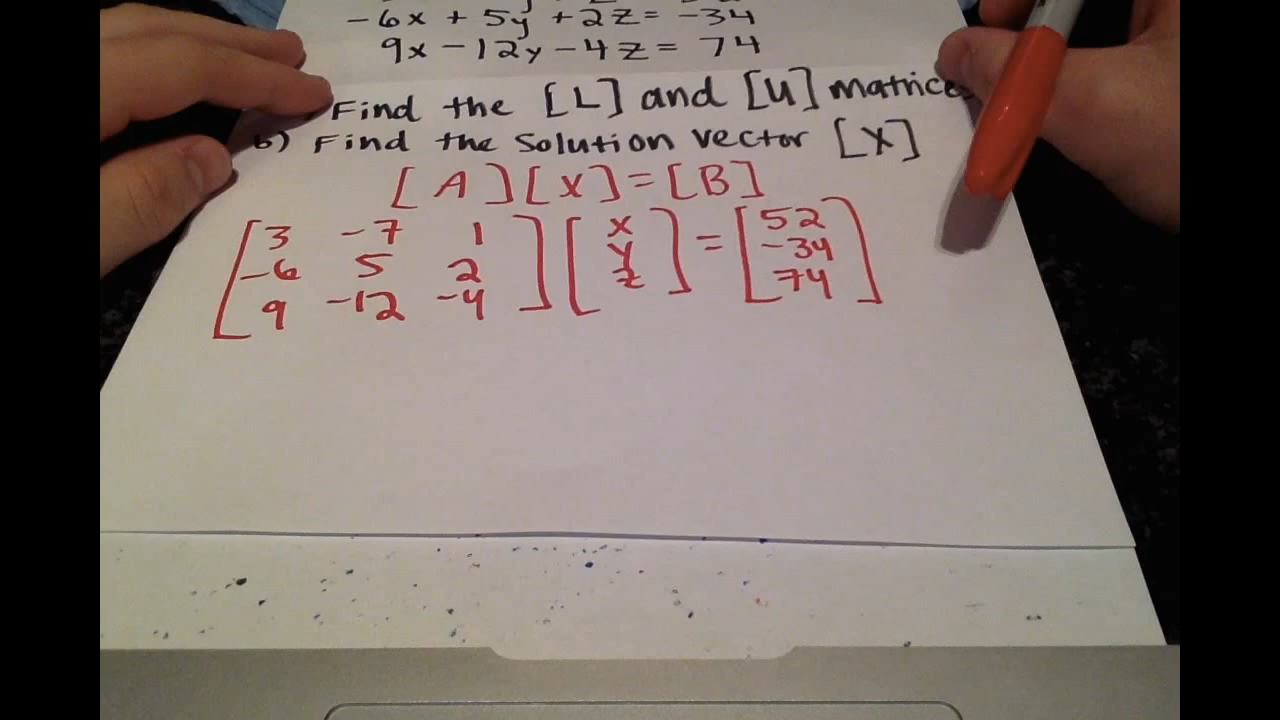 -6x + 5y + 2z = -34
9x - 12y - 4z = 74
Find the [L] and [U] matrices
b) Find the solution vector [X]
[A][X] = [B]
[3 -7 1] [x] = [52]
[-6 5 2] [y] [-34]
[9 -12 -4] [z] [74]